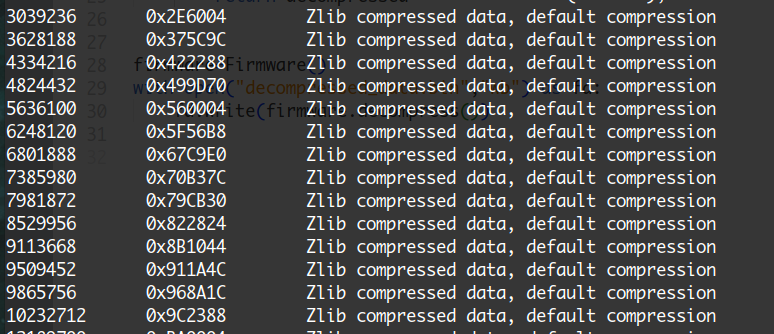 3039236 0x2E6004 Zlib compressed data, default compression
3628188 0x375C9C Zlib compressed data, default compression
4334216 0x422288 Zlib compressed data, default compression
4824432 0x499D70 Zlib compressed data, default compression
5636100 0x560004 Zlib compressed data, default compression
6248120 0x5F56B8 Zlib compressed data, default compression
6801888 0x67C9E0 Zlib compressed data, default compression
7385980 0x70B37C Zlib compressed data, default compression
7981872 0x79CB30 Zlib compressed data, default compression
8529956 0x822824 Zlib compressed data, default compression
9113668 0x8B1044 Zlib compressed data, default compression
9509452 0x911A4C Zlib compressed data, default compression
9865756 0x968A1C Zlib compressed data, default compression
10232712 0x9C2388 Zlib compressed data, default compression